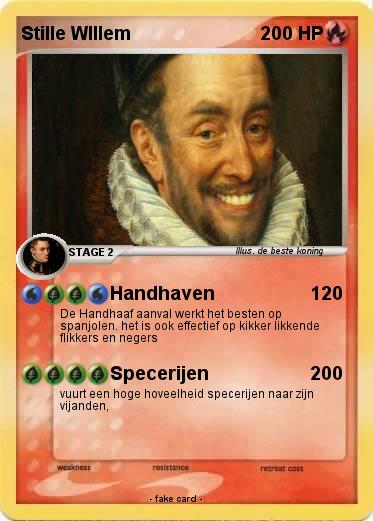 Stille WIllem 200 HP
STAGE 2 Illus. de beste koning
Handhaven 120
De Handhaaf aanval werkt het besten op
spanjolen. het is ook effectief op kikker likkende
flikkers en negers
Specerijen 200
vuurt een hoge hoveelheid specerijen naar zijn
vijanden,
weakness resistance retreat cost
- fake card -